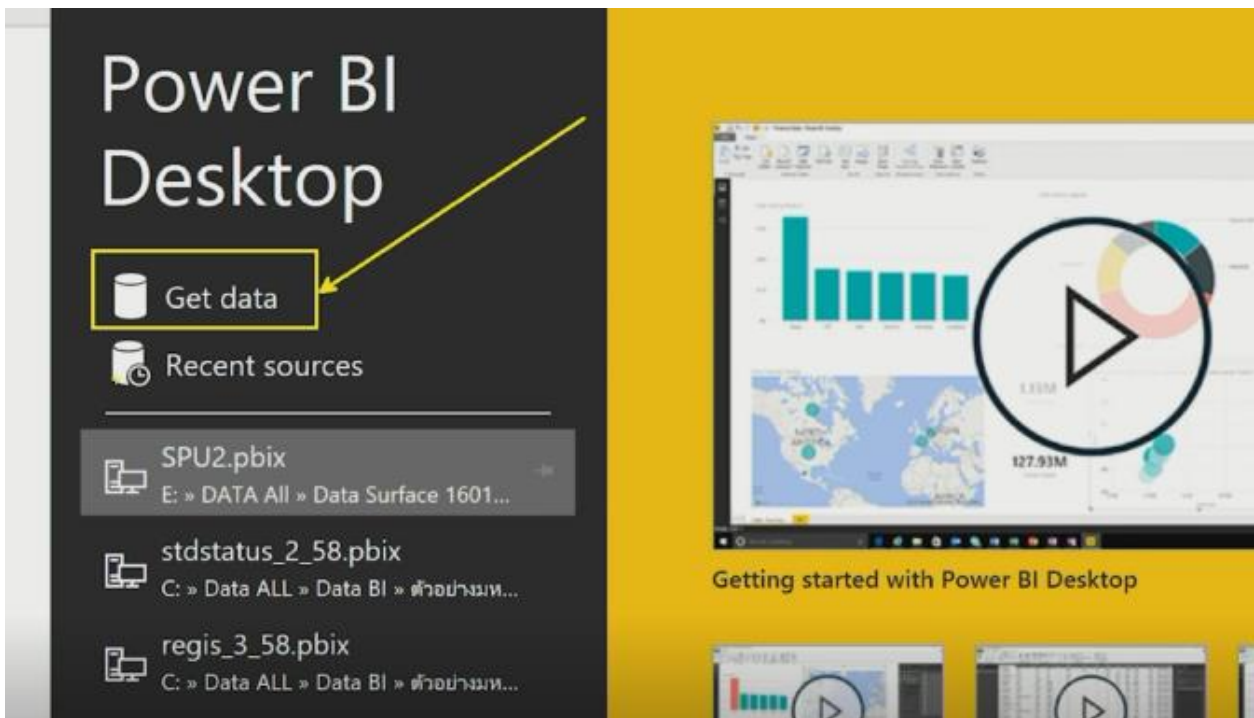 Power BI
Desktop
Get data
Recent sources
SPU2.pbix
E: » DATA All » Data Surface 1601...
stdstatus_2_58.pbix
C: » Data ALL » Data BI » ตัวอย่างมห...
regis_3_58.pbix
C: » Data ALL » Data BI » ตัวอย่างมห...
127.93M
Getting started with Power BI Desktop